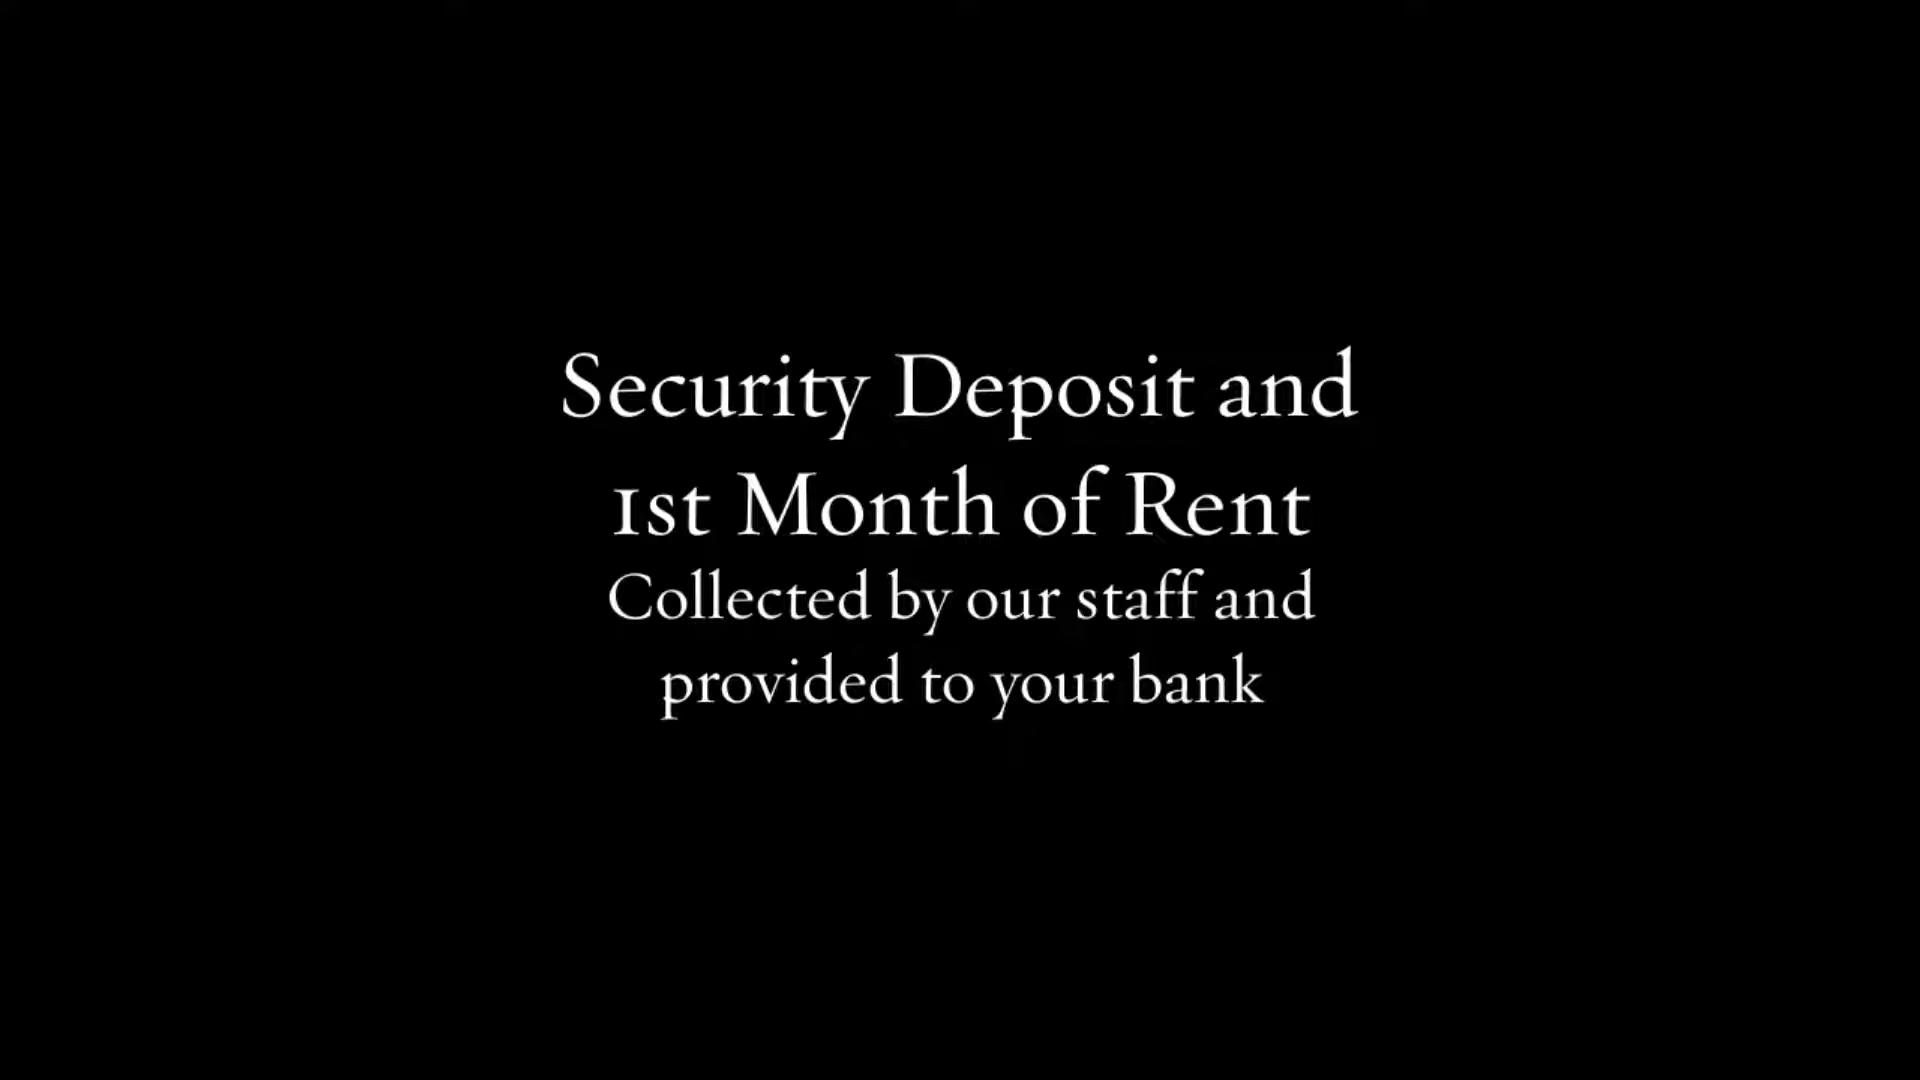 Security Deposit and
1st Month of Rent
Collected by our staff and
provided to your bank